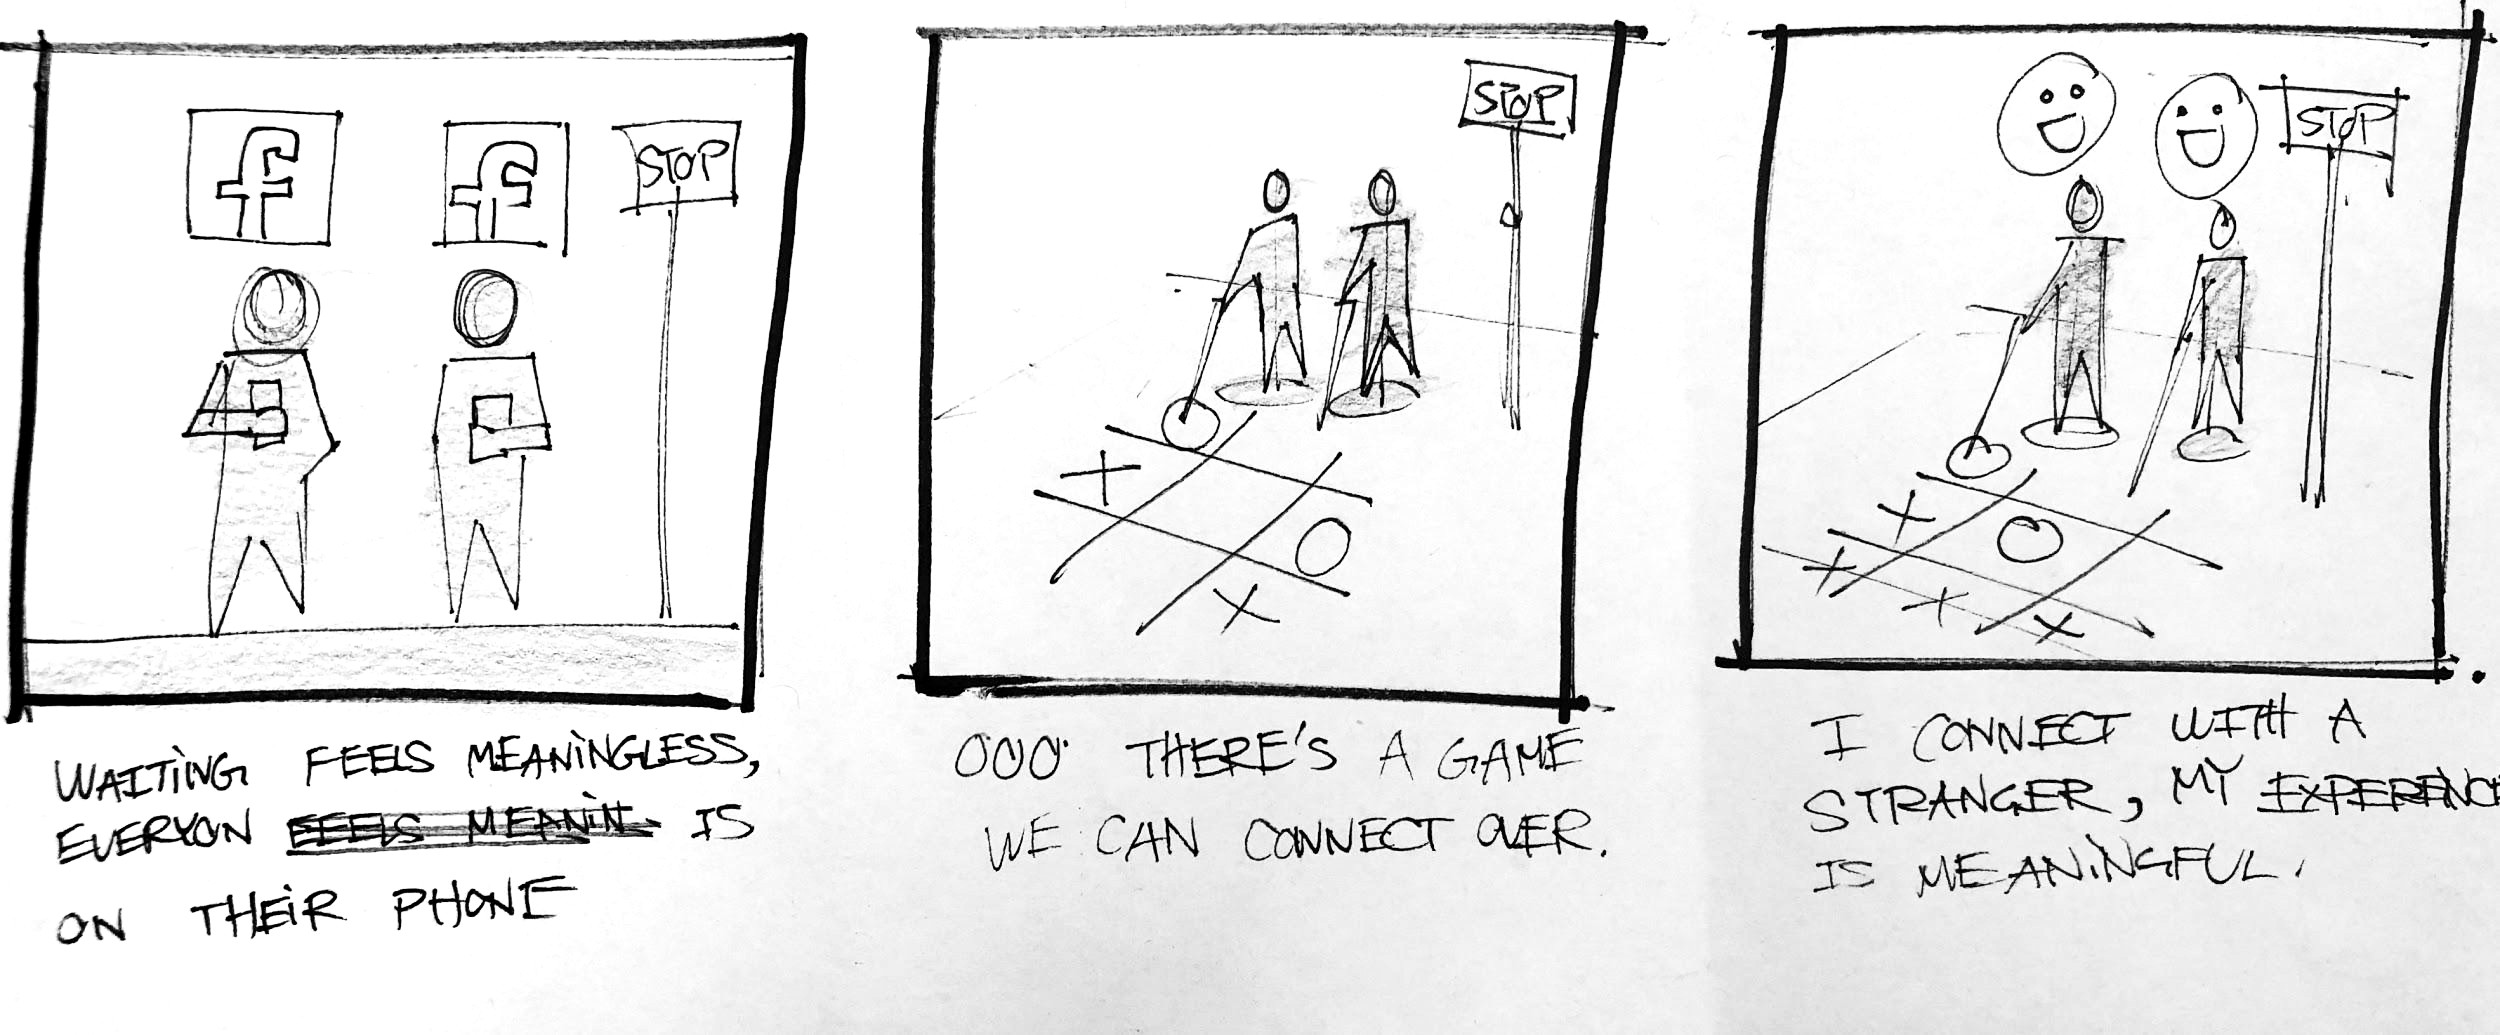 f
f
STOP
STOP
STOP
WAITING FEELS MEANINGLESS,
EVERYON FEELS MEANIN. IS
ON THEIR PHONE
OOO THERE'S A GAME
WE CAN CONNECT OVER.
I CONNECT WITH A
STRANGER, MY EXPERIENC
IS MEANINGFUL.